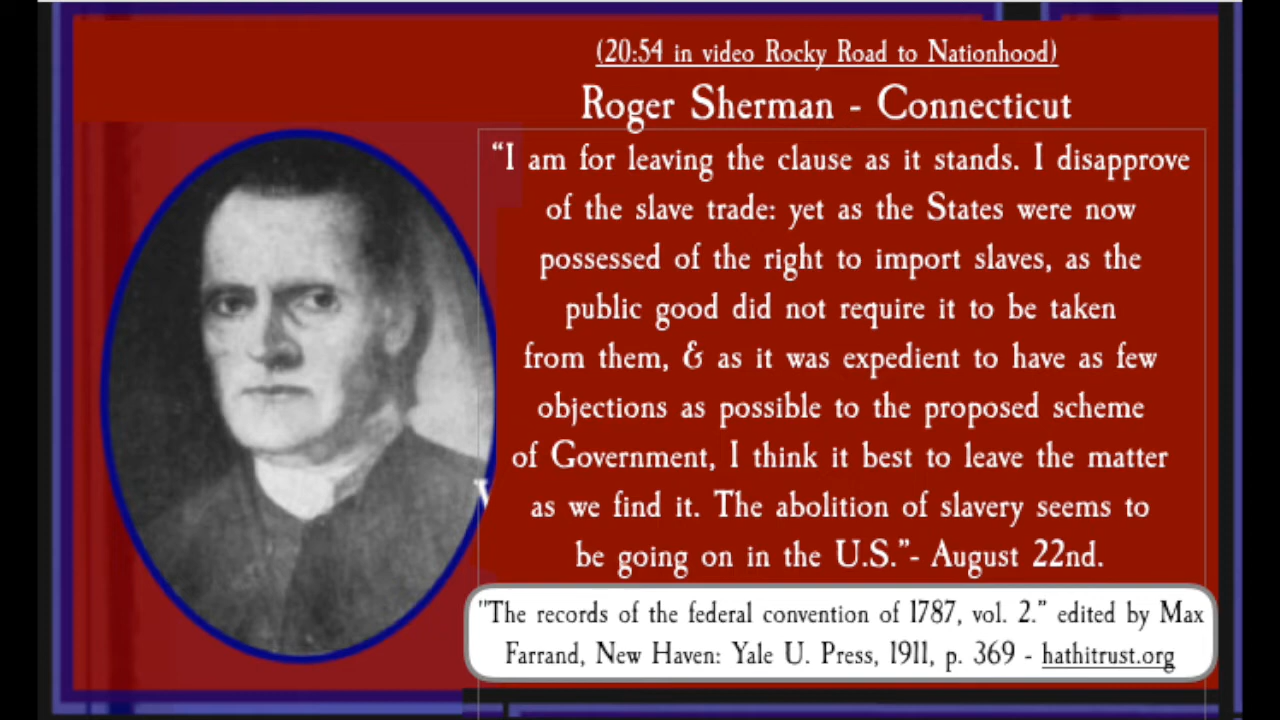 (20:54 in video Rocky Road to Nationhood)
Roger Sherman - Connecticut
“I am for leaving the clause as it stands. I disapprove
of the slave trade: yet as the States were now
possessed of the right to import slaves, as the
public good did not require it to be taken
from them, & as it was expedient to have as few
objections as possible to the proposed scheme
of Government, I think it best to leave the matter
as we find it. The abolition of slavery seems to
be going on in the U.S.”- August 22nd.
"The records of the federal convention of 1787, vol. 2.” edited by Max
Farrand, New Haven: Yale U. Press, 1911, p. 369 - hathitrust.org